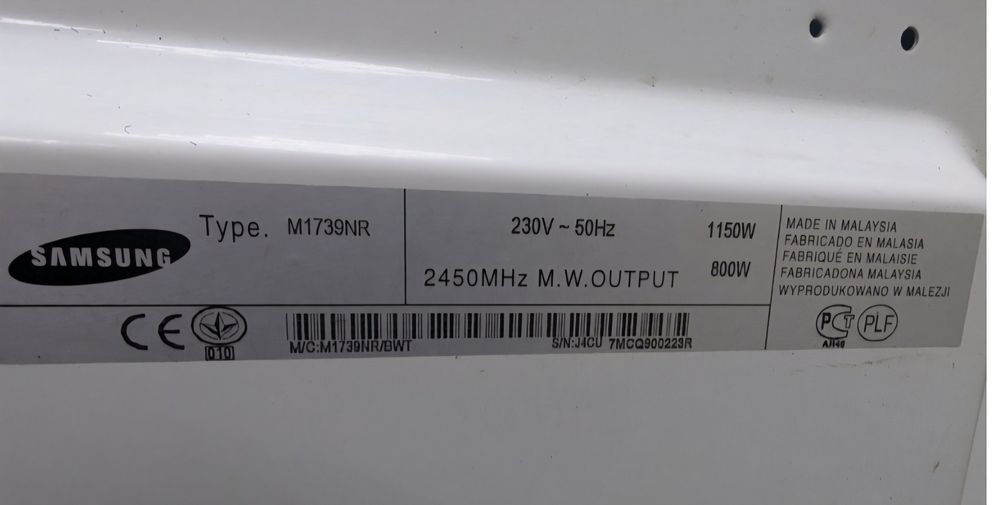 SAMSUNG
Type. M1739NR
230V ~ 50Hz 1150W
2450MHz M.W.OUTPUT 800W
MADE IN MALAYSIA
FABRICADO EN MALASIA
FABRIQUÉ EN MALAISIE
FABRICADONA MALAYSIA
WYPRODUKOWANO W MALEZJI
CE
010
M/C:M1739NR/BWT
S/N:J4CU 7MCQ900223R
PCT
PLF